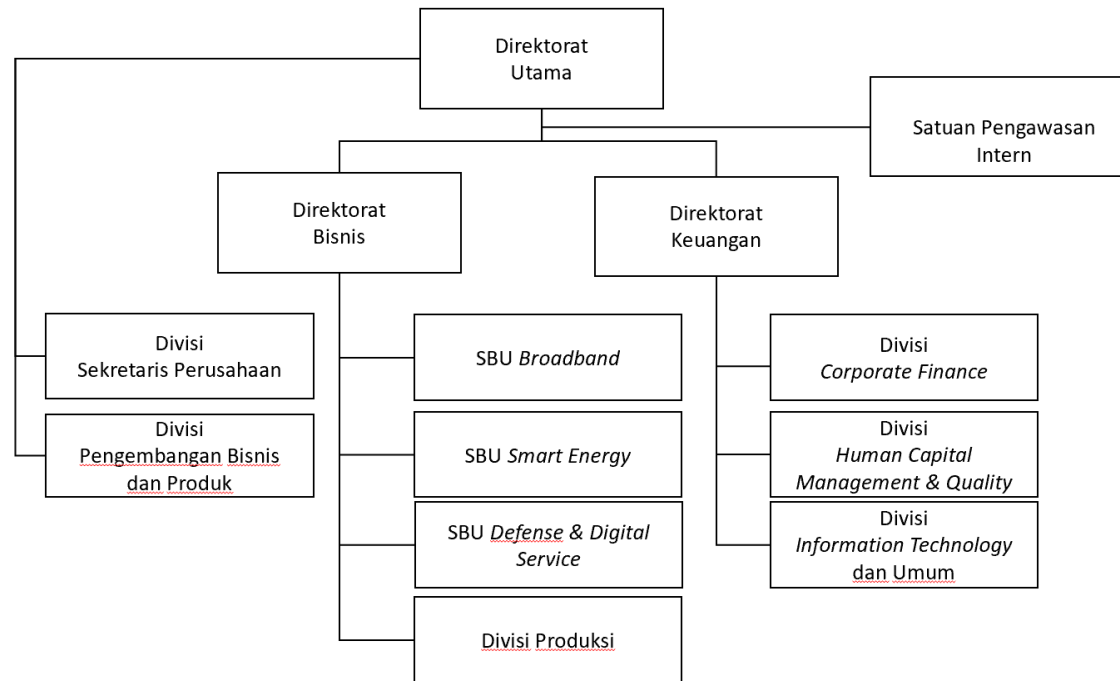 Direktorat
Utama
Satuan Pengawasan
Intern
Direktorat
Bisnis
Direktorat
Keuangan
Divisi
Sekretaris Perusahaan
Divisi
Pengembangan Bisnis
dan Produk
SBU Broadband
SBU Smart Energy
SBU Defense & Digital
Service
Divisi Produksi
Divisi
Corporate Finance
Divisi
Human Capital
Management & Quality
Divisi
Information Technology
dan Umum